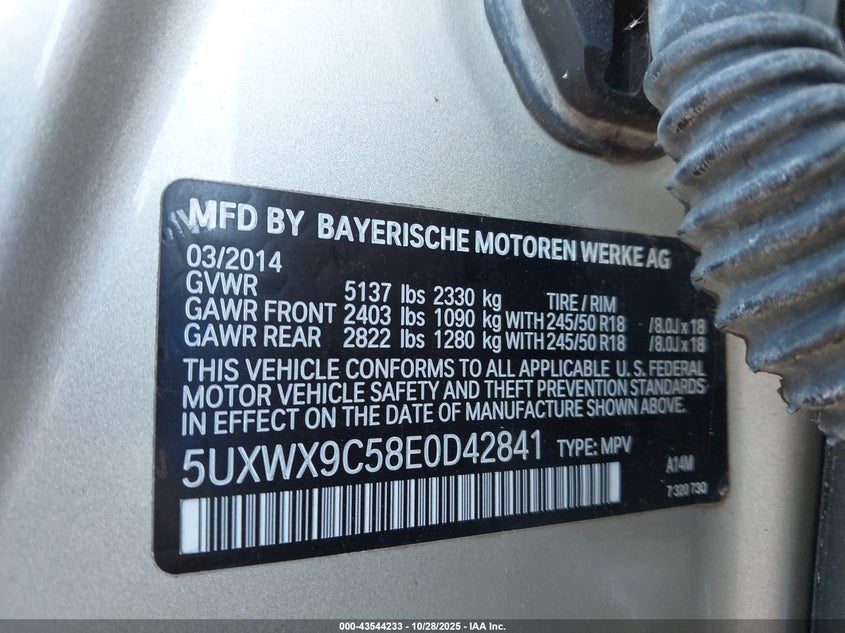 MFD BY BAYERISCHE MOTOREN WERKE AG
03/2014
GVWR 5137 lbs 2330 kg TIRE / RIM
GAWR FRONT 2403 lbs 1090 kg WITH 245/50 R18 / 8.0J x 18
GAWR REAR 2822 lbs 1280 kg WITH 245/50 R18 / 8.0J x 18
THIS VEHICLE CONFORMS TO ALL APPLICABLE U.S. FEDERAL
MOTOR VEHICLE SAFETY AND THEFT PREVENTION STANDARDS
IN EFFECT ON THE DATE OF MANUFACTURE SHOWN ABOVE.
5UXWX9C58E0D42841 TYPE: MPV A14M
7 320 730
000-43544233 | 10/28/2025 - IAA Inc.